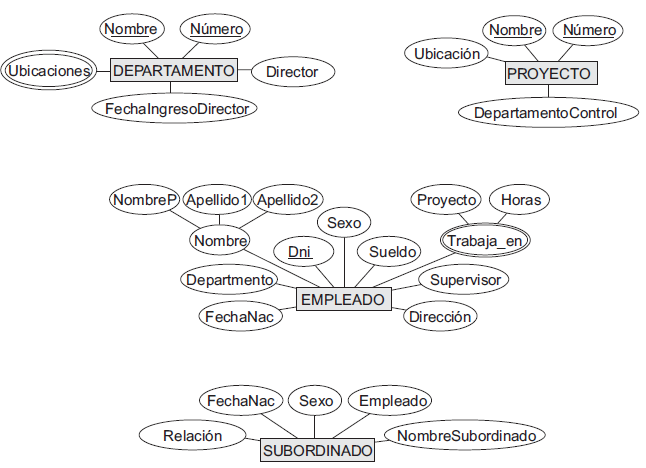 Nombre
Número
Ubicaciones
DEPARTAMENTO
Director
FechaIngresoDirector
Nombre
Número
Ubicación
PROYECTO
DepartamentoControl
NombreP
Apellido1
Apellido2
Proyecto
Horas
Nombre
Sexo
Trabaja_en
Dni
Sueldo
Departmento
Supervisor
EMPLEADO
FechaNac
Dirección
FechaNac
Sexo
Empleado
Relación
NombreSubordinado
SUBORDINADO